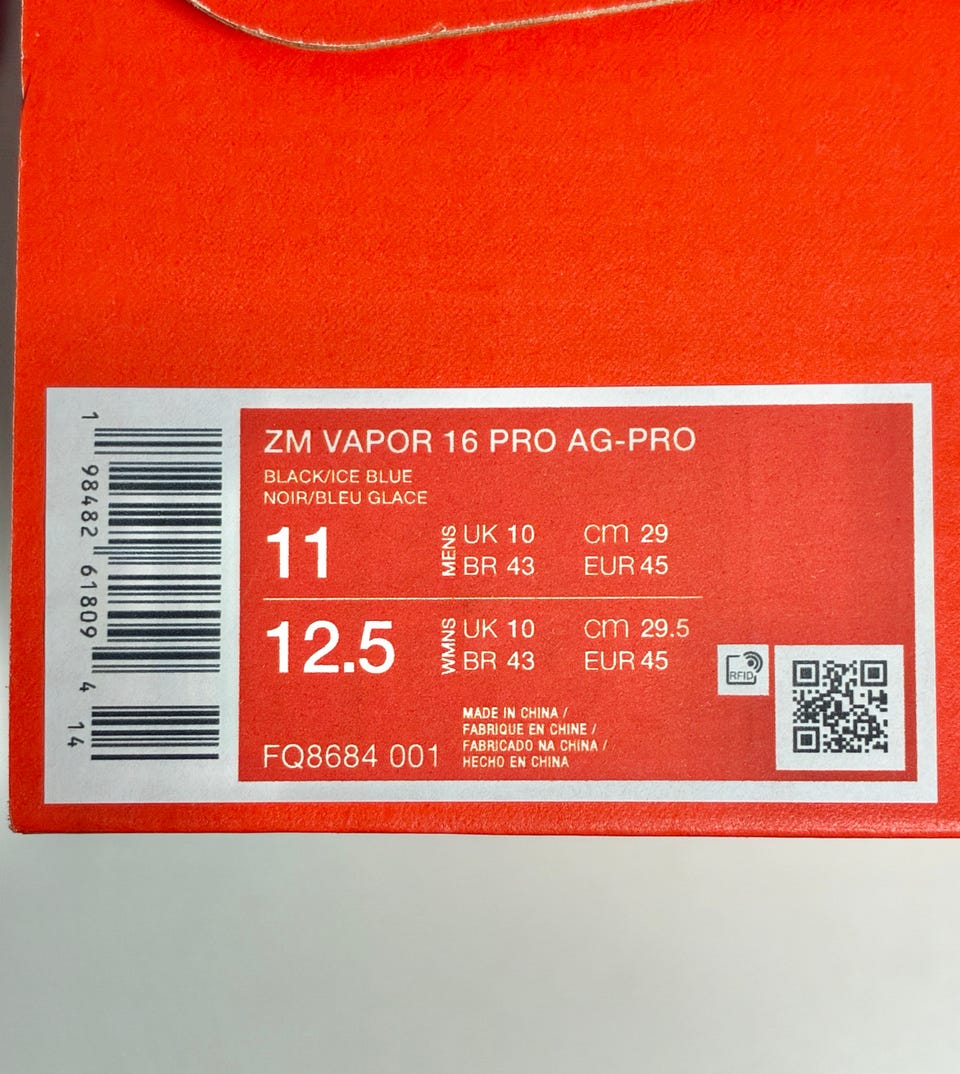 1 98482 61809 4 14
ZM VAPOR 16 PRO AG-PRO
BLACK/ICE BLUE
NOIR/BLEU GLACE
11 MENS UK 10 cm 29
BR 43 EUR 45
12.5 WMNS UK 10 cm 29.5
BR 43 EUR 45
RFID
MADE IN CHINA /
FABRIQUE EN CHINE /
FABRICADO NA CHINA /
HECHO EN CHINA
FQ8684 001